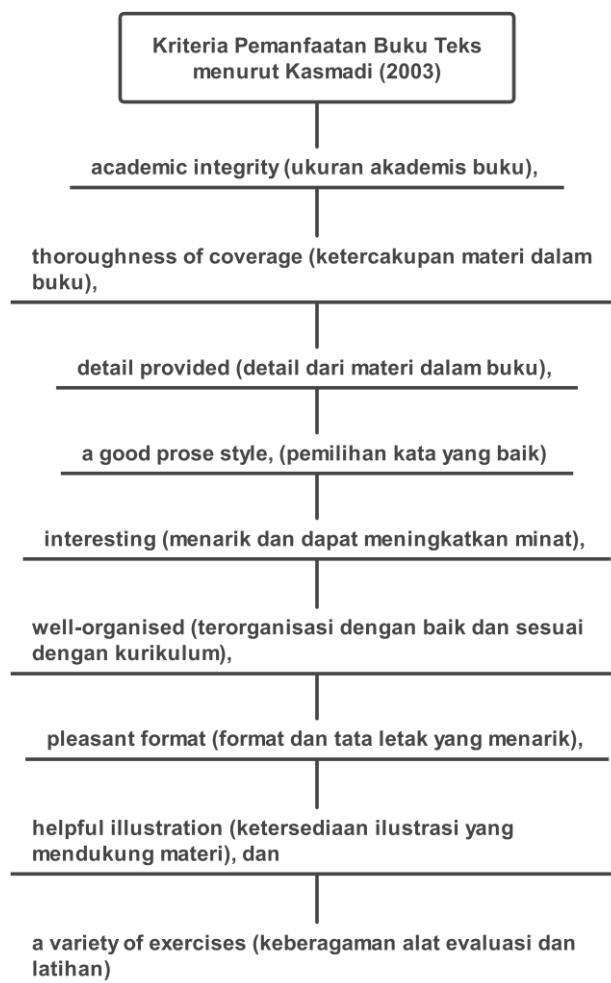 Kriteria Pemanfaatan Buku Teks
menurut Kasmadi (2003)
academic integrity (ukuran akademis buku),
thoroughness of coverage (ketercakupan materi dalam
buku),
detail provided (detail dari materi dalam buku),
a good prose style, (pemilihan kata yang baik)
interesting (menarik dan dapat meningkatkan minat),
well-organised (terorganisasi dengan baik dan sesuai
dengan kurikulum),
pleasant format (format dan tata letak yang menarik),
helpful illustration (ketersediaan ilustrasi yang
mendukung materi), dan
a variety of exercises (keberagaman alat evaluasi dan
latihan)